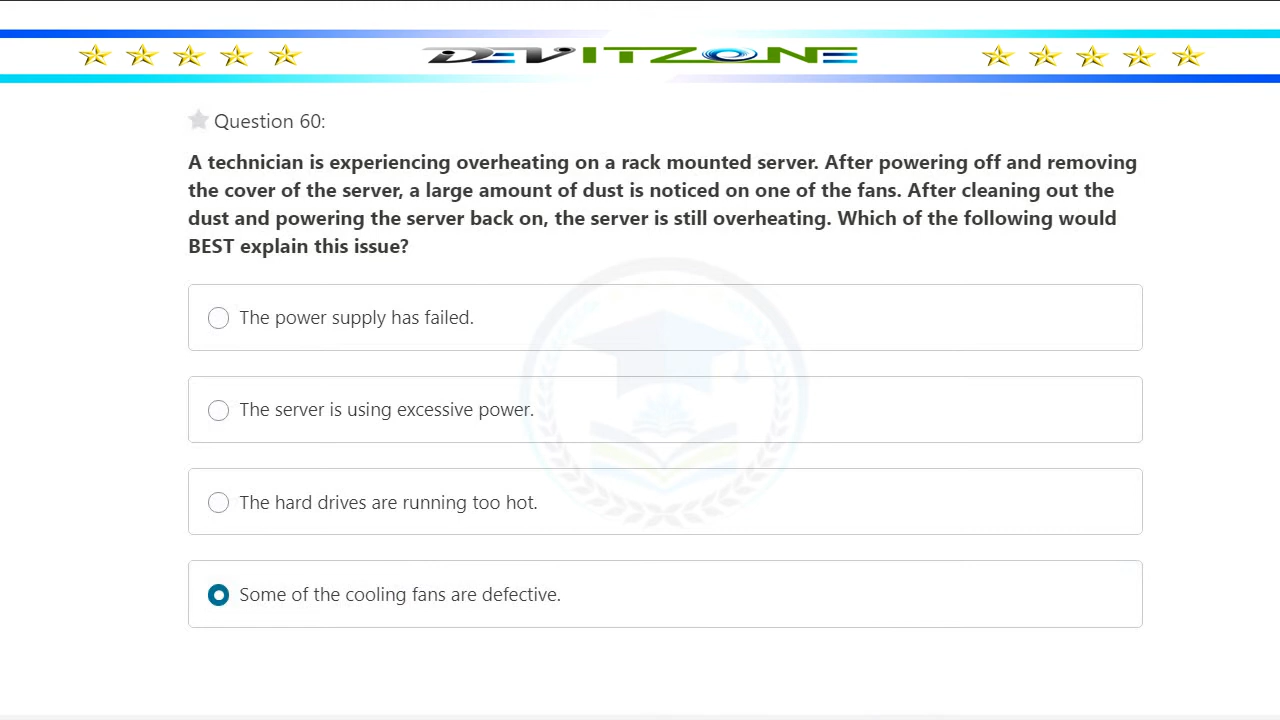 DEVITZONE
Question 60:
A technician is experiencing overheating on a rack mounted server. After powering off and removing
the cover of the server, a large amount of dust is noticed on one of the fans. After cleaning out the
dust and powering the server back on, the server is still overheating. Which of the following would
BEST explain this issue?
The power supply has failed.
The server is using excessive power.
The hard drives are running too hot.
Some of the cooling fans are defective.